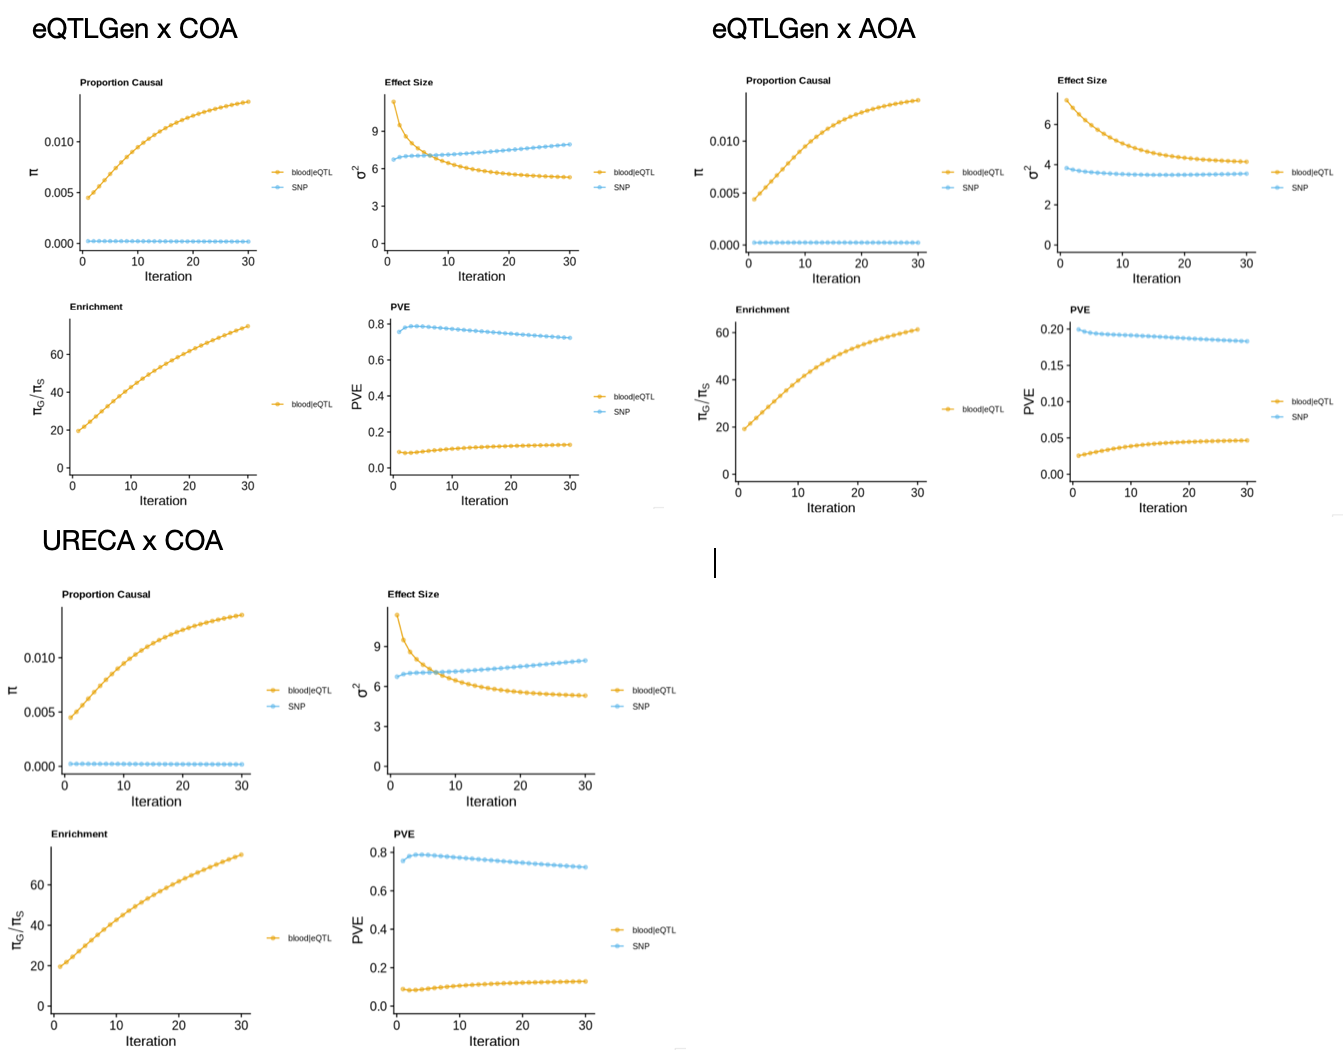 eQTLGen x COA
eQTLGen x AOA
Proportion Causal
π
0.010
0.005
0.000
0 10 20 30
Iteration
blood|eQTL
SNP
Effect Size
σ²
9
6
3
0
0 10 20 30
Iteration
blood|eQTL
SNP
Proportion Causal
π
0.010
0.005
0.000
0 10 20 30
Iteration
blood|eQTL
SNP
Effect Size
σ²
6
4
2
0
0 10 20 30
Iteration
blood|eQTL
SNP
Enrichment
πG/πS
60
40
20
0
0 10 20 30
Iteration
blood|eQTL
PVE
PVE
0.8
0.6
0.4
0.2
0.0
0 10 20 30
Iteration
blood|eQTL
SNP
Enrichment
πG/πS
60
40
20
0
0 10 20 30
Iteration
blood|eQTL
PVE
PVE
0.20
0.15
0.10
0.05
0.00
0 10 20 30
Iteration
blood|eQTL
SNP
URECA x COA
Proportion Causal
π
0.010
0.005
0.000
0 10 20 30
Iteration
blood|eQTL
SNP
Effect Size
σ²
9
6
3
0
0 10 20 30
Iteration
blood|eQTL
SNP
Enrichment
πG/πS
60
40
20
0
0 10 20 30
Iteration
blood|eQTL
PVE
PVE
0.8
0.6
0.4
0.2
0.0
0 10 20 30
Iteration
blood|eQTL
SNP